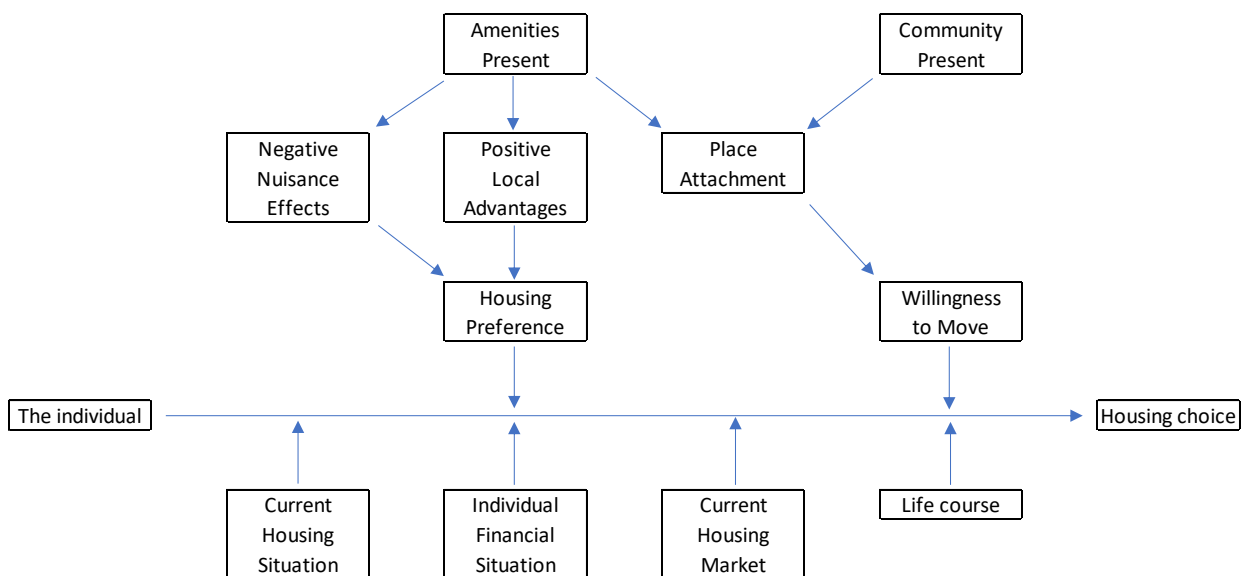 Amenities
Present
Community
Present
Negative
Nuisance
Effects
Positive
Local
Advantages
Place
Attachment
Housing
Preference
Willingness
to Move
The individual
Housing choice
Current
Housing
Situation
Individual
Financial
Situation
Current
Housing
Market
Life course